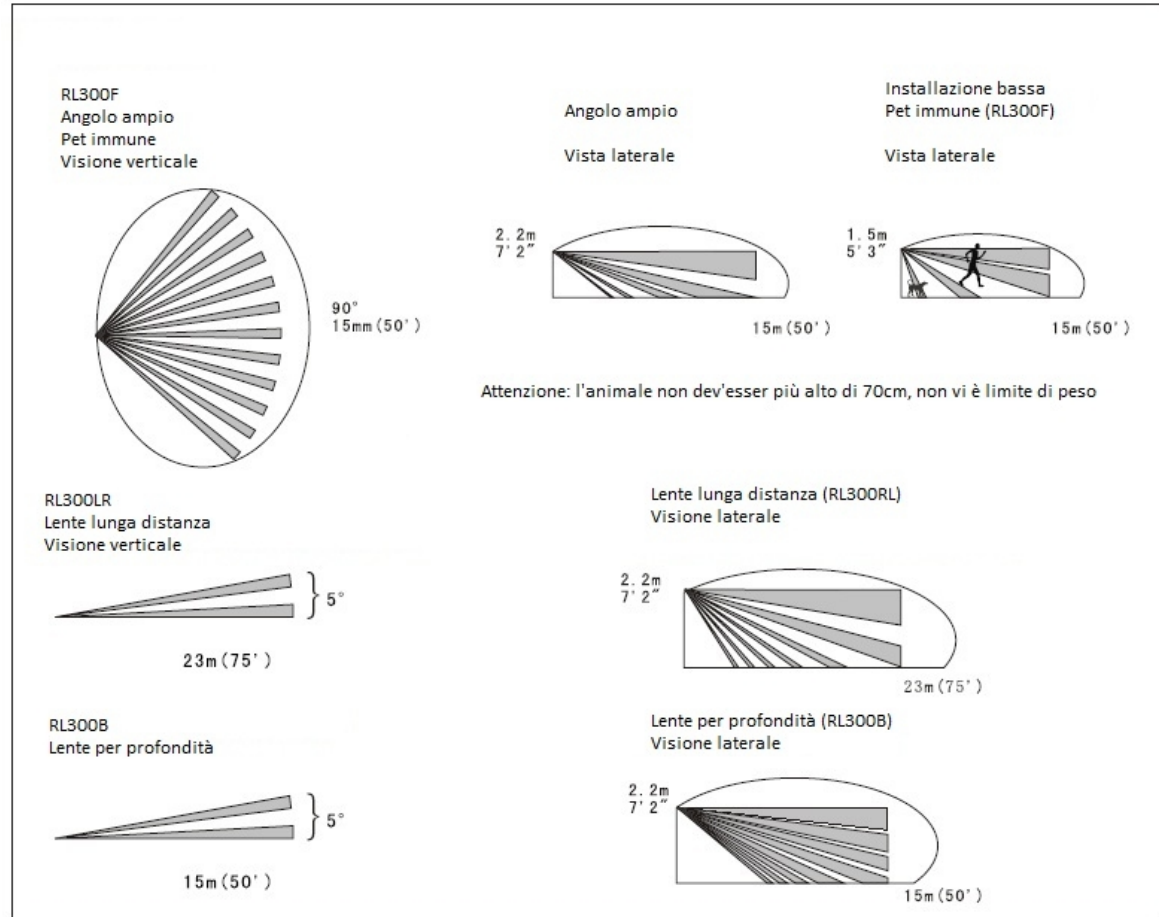 RL300F
Angolo ampio
Pet immune
Visione verticale
90°
15mm(50')
Angolo ampio
Vista laterale
2.2m
7'2"
15m(50')
Installazione bassa
Pet immune (RL300F)
Vista laterale
1.5m
5'3"
15m(50')
Attenzione: l'animale non dev'esser più alto di 70cm, non vi è limite di peso
RL300LR
Lente lunga distanza
Visione verticale
5°
23m(75')
Lente lunga distanza (RL300RL)
Visione laterale
2.2m
7'2"
23m(75')
RL300B
Lente per profondità
5°
15m(50')
Lente per profondità (RL300B)
Visione laterale
2.2m
7'2"
15m(50')